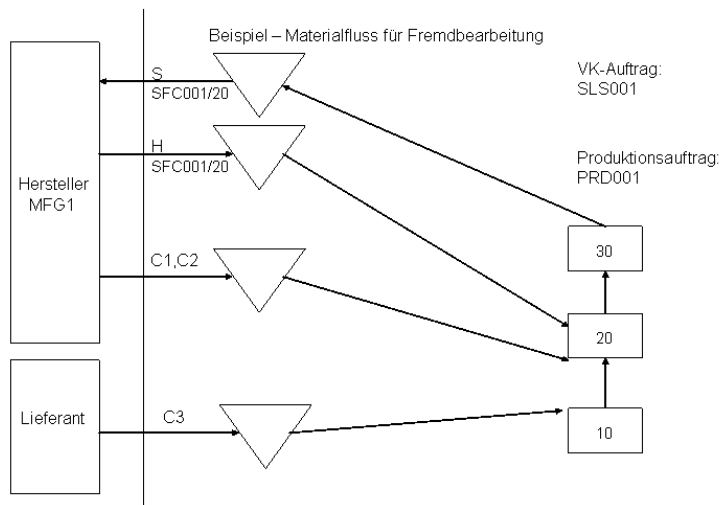 Beispiel – Materialfluss für Fremdbearbeitung
S
SFC001/20
VK-Auftrag:
SLS001
H
SFC001/20
Produktionsauftrag:
PRD001
Hersteller
MFG1
C1,C2
30
20
Lieferant
C3
10